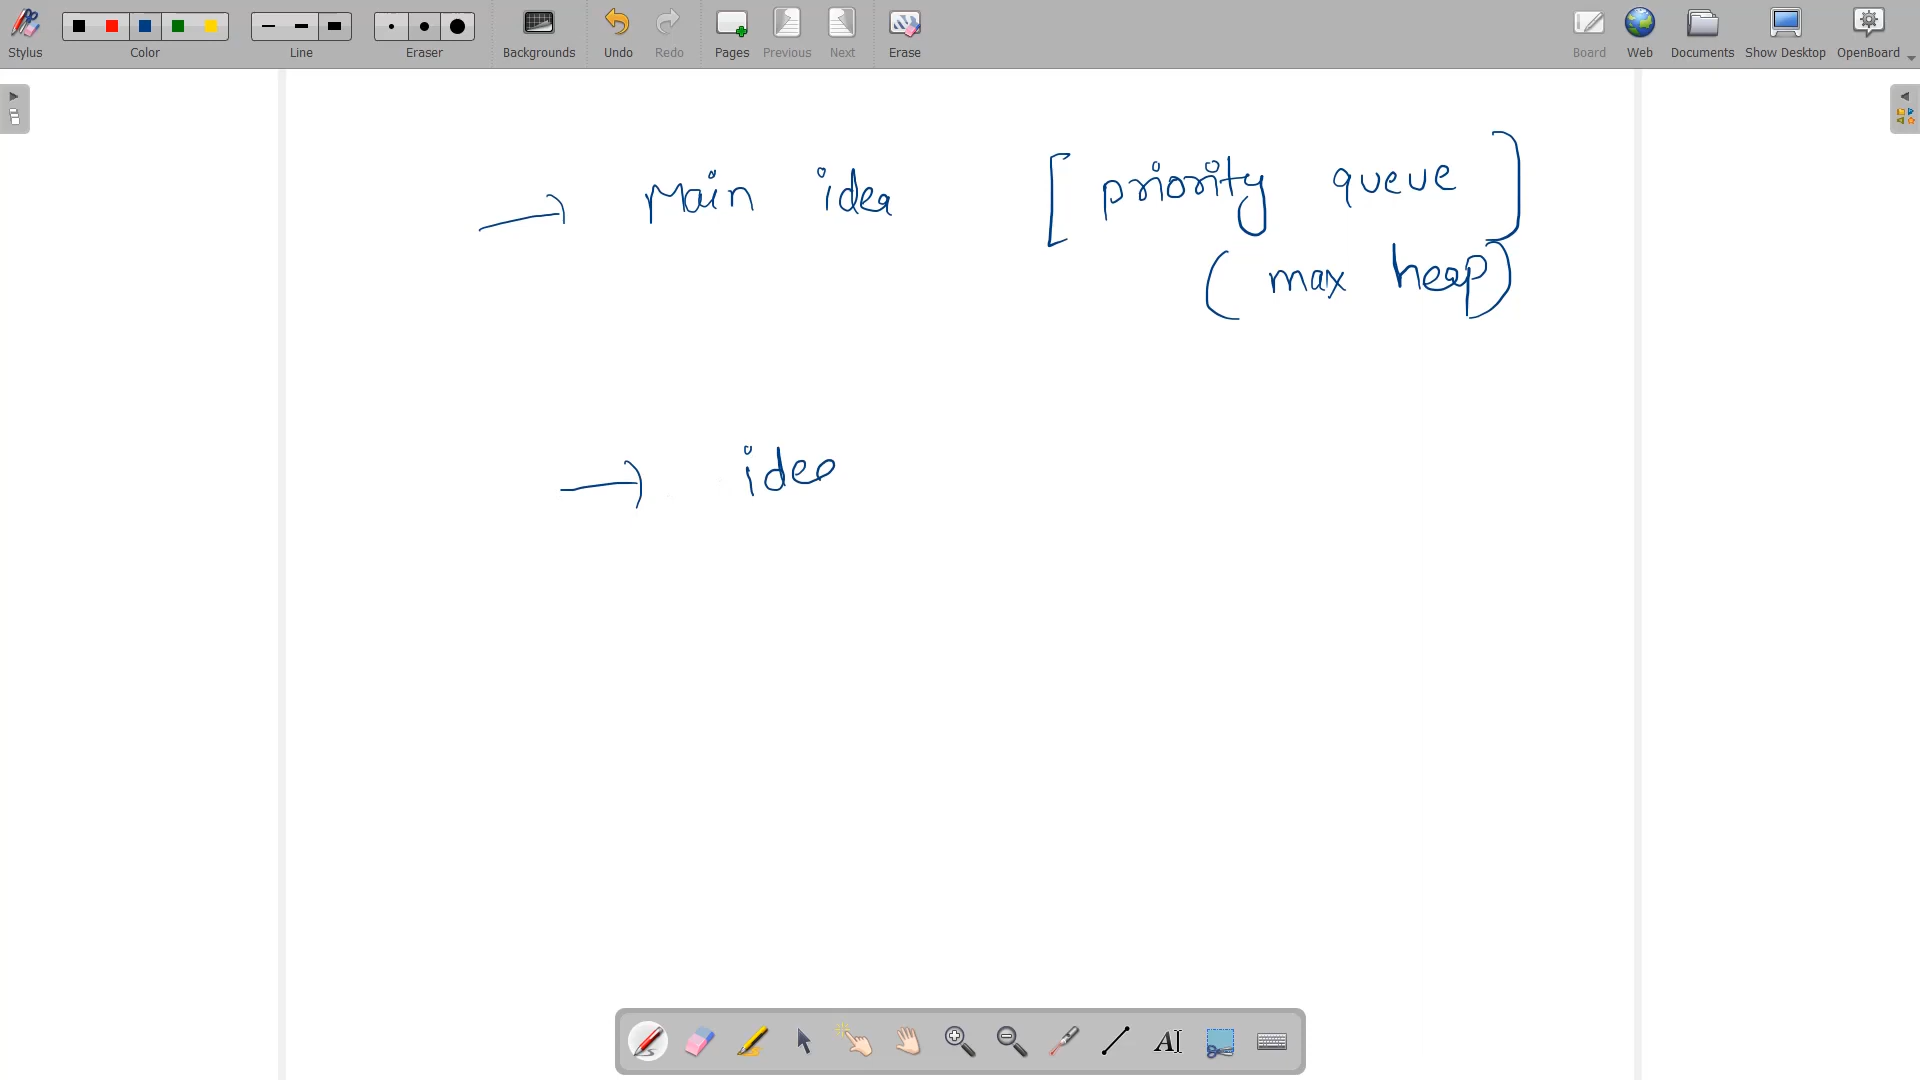 Stylus Color Line Eraser Backgrounds Undo Redo Pages Previous Next Erase Board Web Documents Show Desktop OpenBoard
→ Main idea [ priority queue ]
( max heap )
→ idea